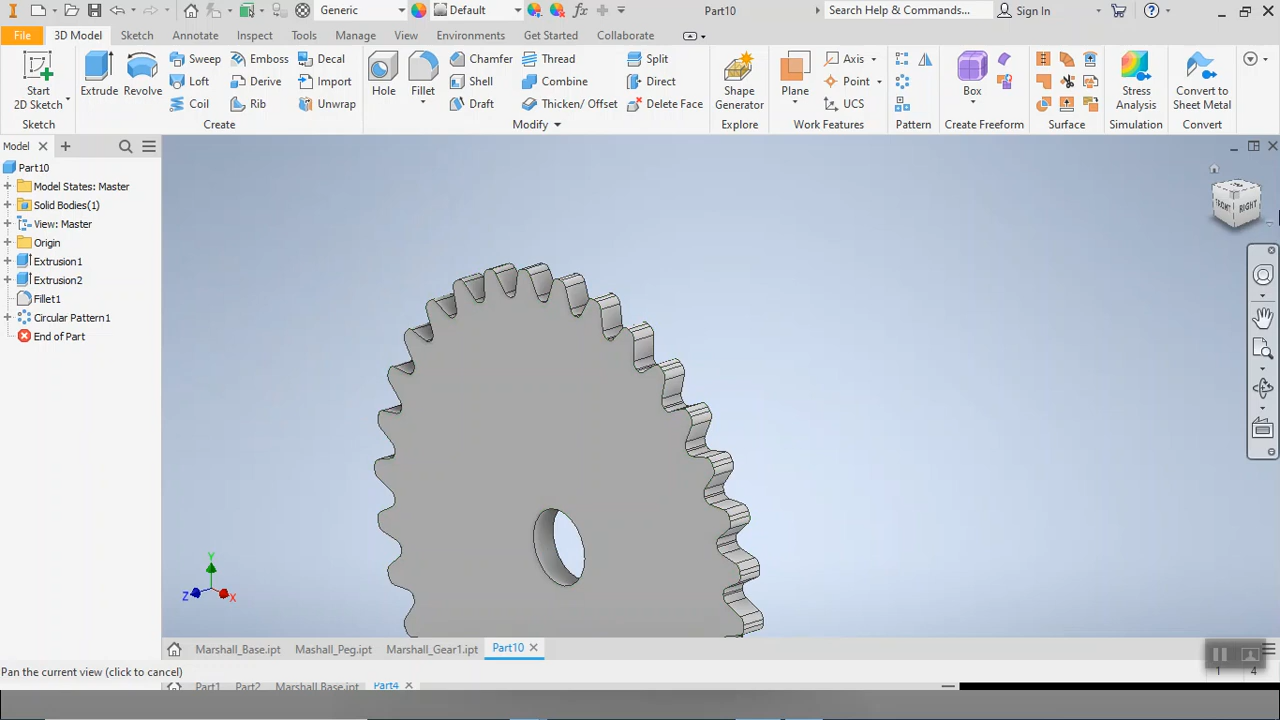 Generic
Default
Part10
Search Help & Commands...
Sign In
File
3D Model
Sketch
Annotate
Inspect
Tools
Manage
View
Environments
Get Started
Collaborate
Start
2D Sketch
Extrude
Revolve
Sweep
Loft
Coil
Emboss
Derive
Rib
Decal
Import
Unwrap
Hole
Fillet
Chamfer
Shell
Draft
Thread
Combine
Thicken/ Offset
Split
Direct
Delete Face
Shape
Generator
Plane
Axis
Point
UCS
Box
Stress
Analysis
Convert to
Sheet Metal
Sketch
Create
Modify
Explore
Work Features
Pattern
Create Freeform
Surface
Simulation
Convert
Model
Part10
Model States: Master
Solid Bodies(1)
View: Master
Origin
Extrusion1
Extrusion2
Fillet1
Circular Pattern1
End of Part
FRONT
RIGHT
Y
Z
X
Marshall_Base.ipt
Mashall_Peg.ipt
Marshall_Gear1.ipt
Part10
Pan the current view (click to cancel)
1
4
Part1
Part2
Marshall Base.ipt
Part4